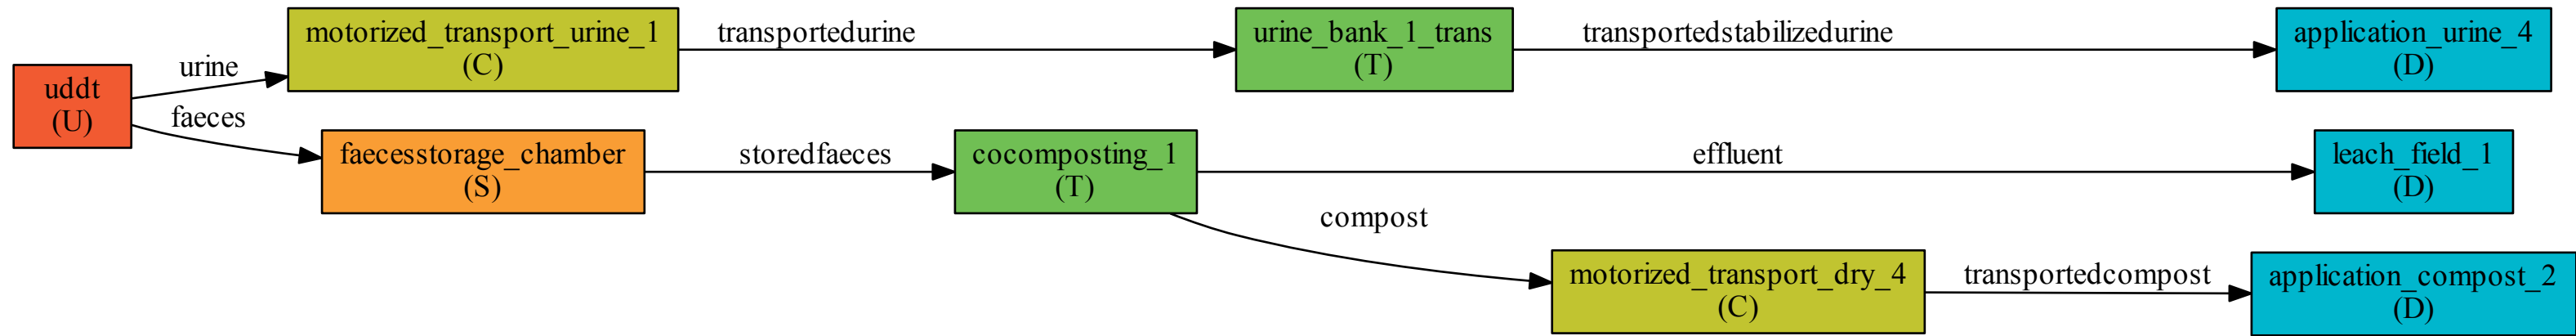 uddt
(U)
urine
faeces
motorized_transport_urine_1
(C)
transportedurine
urine_bank_1_trans
(T)
transportedstabilizedurine
application_urine_4
(D)
faecesstorage_chamber
(S)
storedfaeces
cocomposting_1
(T)
effluent
leach_field_1
(D)
compost
motorized_transport_dry_4
(C)
transportedcompost
application_compost_2
(D)